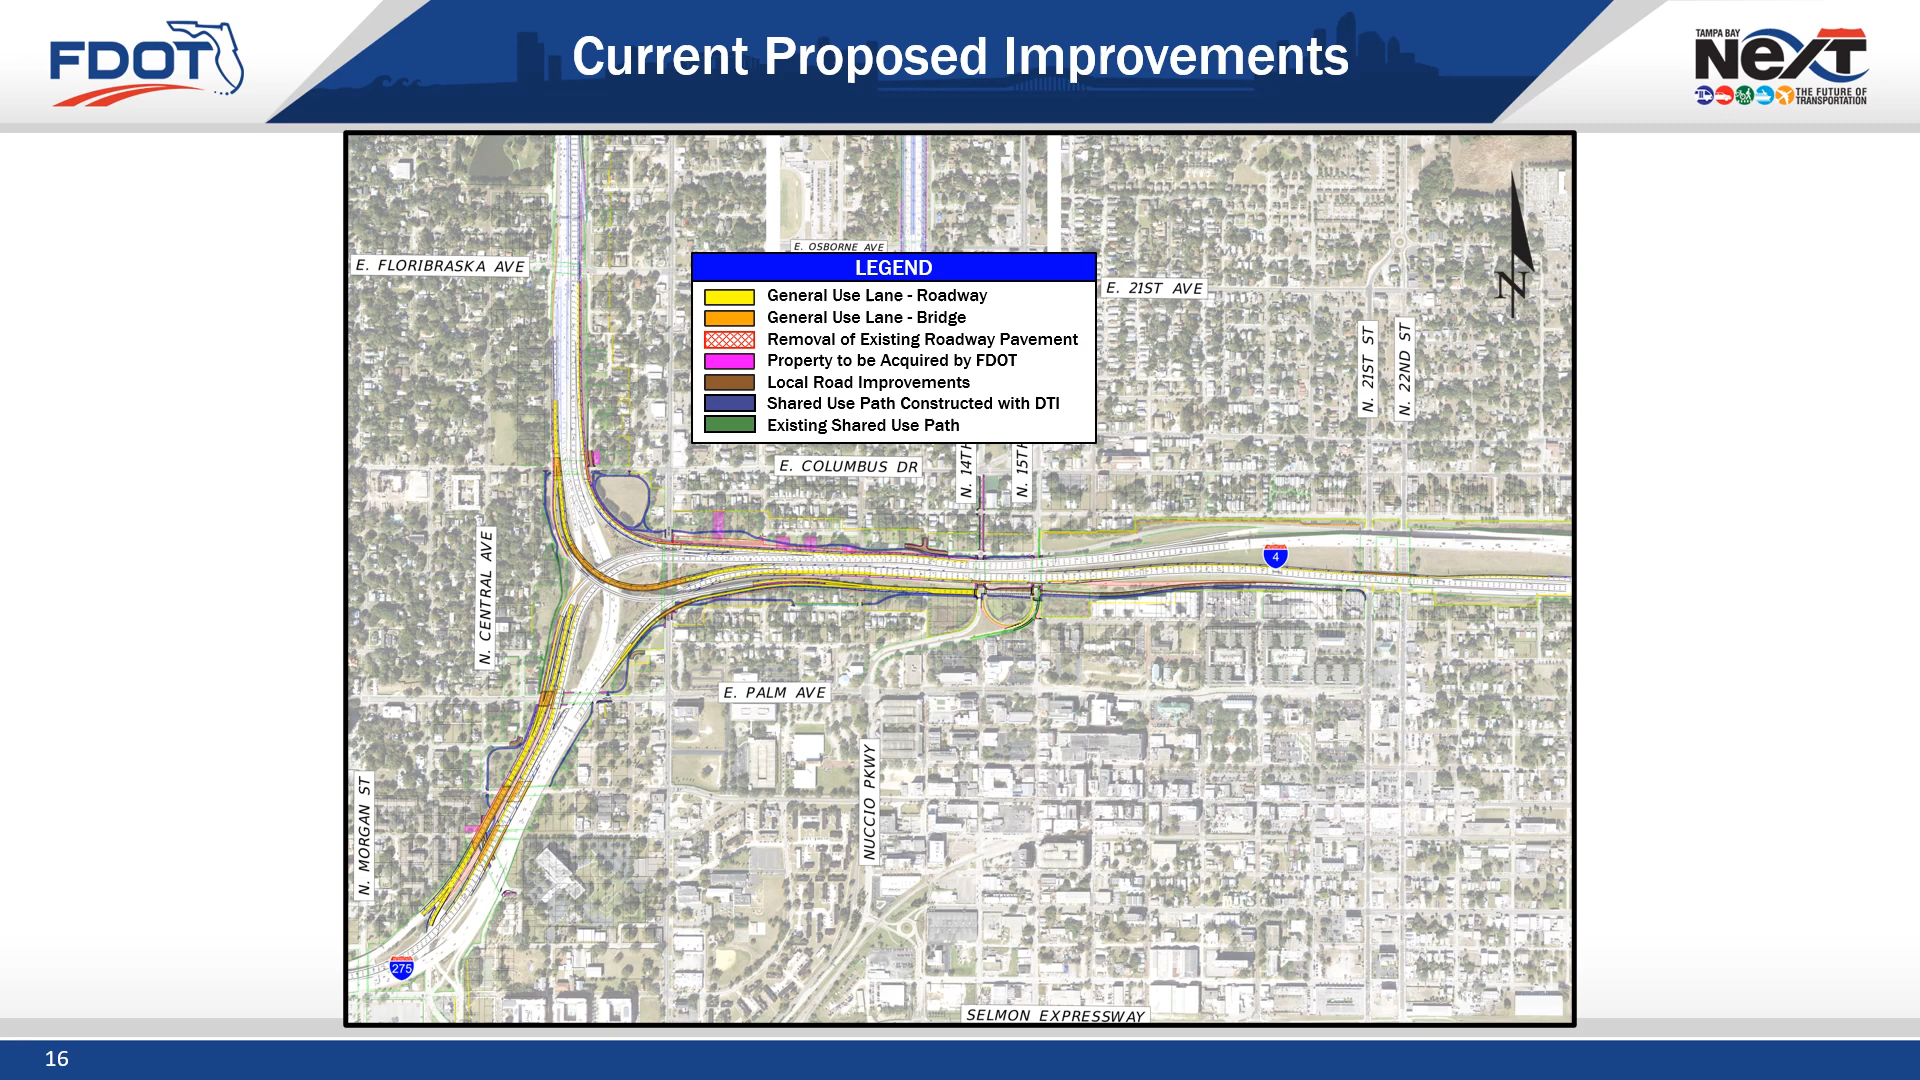 FDOT
Current Proposed Improvements
TAMPA BAY
NEXT
THE FUTURE OF
TRANSPORTATION
E. OSBORNE AVE
E. FLORIBRASKA AVE
LEGEND
General Use Lane - Roadway
General Use Lane - Bridge
Removal of Existing Roadway Pavement
Property to be Acquired by FDOT
Local Road Improvements
Shared Use Path Constructed with DTI
Existing Shared Use Path
E. 21ST AVE
N
N. 21ST ST
N. 22ND ST
E. COLUMBUS DR
N. 14TH
N. 15TH
4
N. CENTRAL AVE
E. PALM AVE
NUCCIO PKWY
N. MORGAN ST
275
SELMON EXPRESSWAY
16